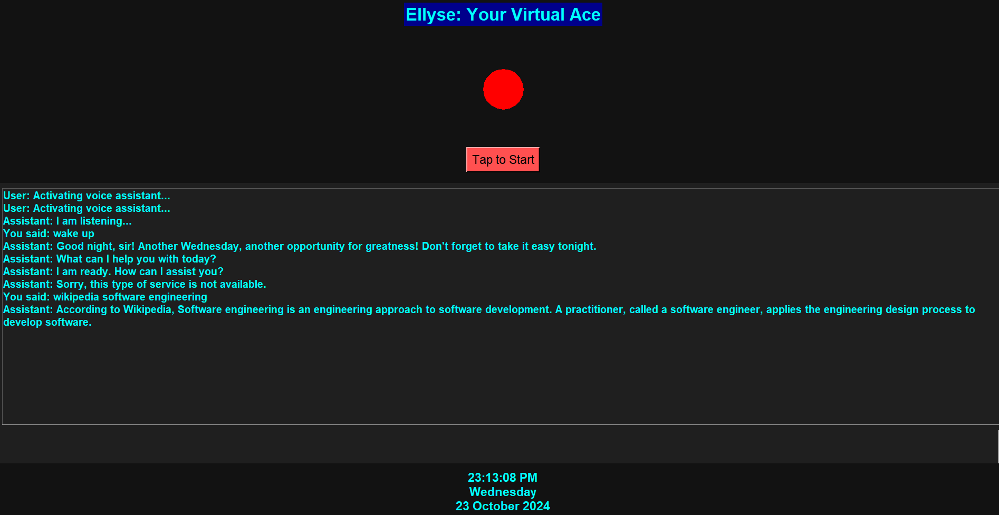 Ellyse: Your Virtual Ace
Tap to Start
User: Activating voice assistant...
User: Activating voice assistant...
Assistant: I am listening...
You said: wake up
Assistant: Good night, sir! Another Wednesday, another opportunity for greatness! Don't forget to take it easy tonight.
Assistant: What can I help you with today?
Assistant: I am ready. How can I assist you?
Assistant: Sorry, this type of service is not available.
You said: wikipedia software engineering
Assistant: According to Wikipedia, Software engineering is an engineering approach to software development. A practitioner, called a software engineer, applies the engineering design process to
develop software.
23:13:08 PM
Wednesday
23 October 2024